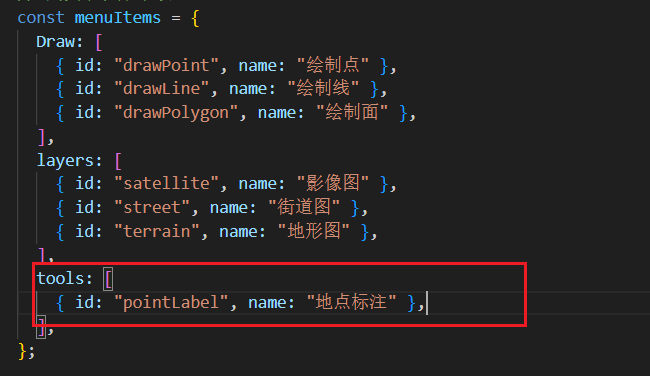 const menuItems = {
  Draw: [
    { id: "drawPoint", name: "绘制点" },
    { id: "drawLine", name: "绘制线" },
    { id: "drawPolygon", name: "绘制面" },
  ],
  layers: [
    { id: "satellite", name: "影像图" },
    { id: "street", name: "街道图" },
    { id: "terrain", name: "地形图" },
  ],
  tools: [
    { id: "pointLabel", name: "地点标注" },
  ],
};